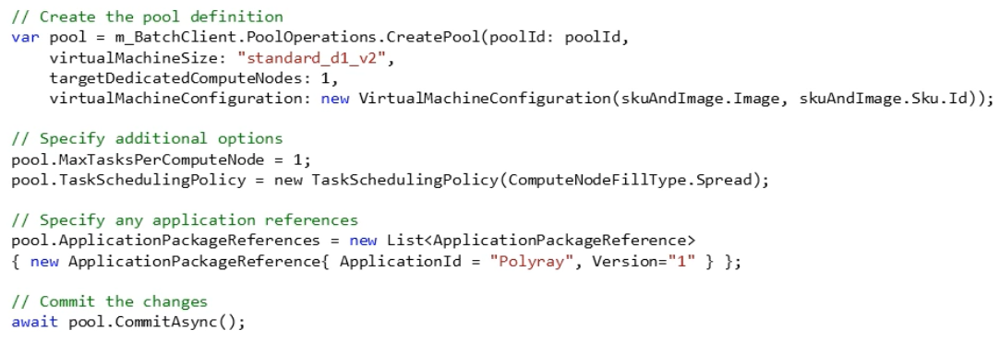 // Create the pool definition
var pool = m_BatchClient.PoolOperations.CreatePool(poolId: poolId,
    virtualMachineSize: "standard_d1_v2",
    targetDedicatedComputeNodes: 1,
    virtualMachineConfiguration: new VirtualMachineConfiguration(skuAndImage.Image, skuAndImage.Sku.Id));

// Specify additional options
pool.MaxTasksPerComputeNode = 1;
pool.TaskSchedulingPolicy = new TaskSchedulingPolicy(ComputeNodeFillType.Spread);

// Specify any application references
pool.ApplicationPackageReferences = new List<ApplicationPackageReference>
{ new ApplicationPackageReference{ ApplicationId = "Polyray", Version="1" } };

// Commit the changes
await pool.CommitAsync();